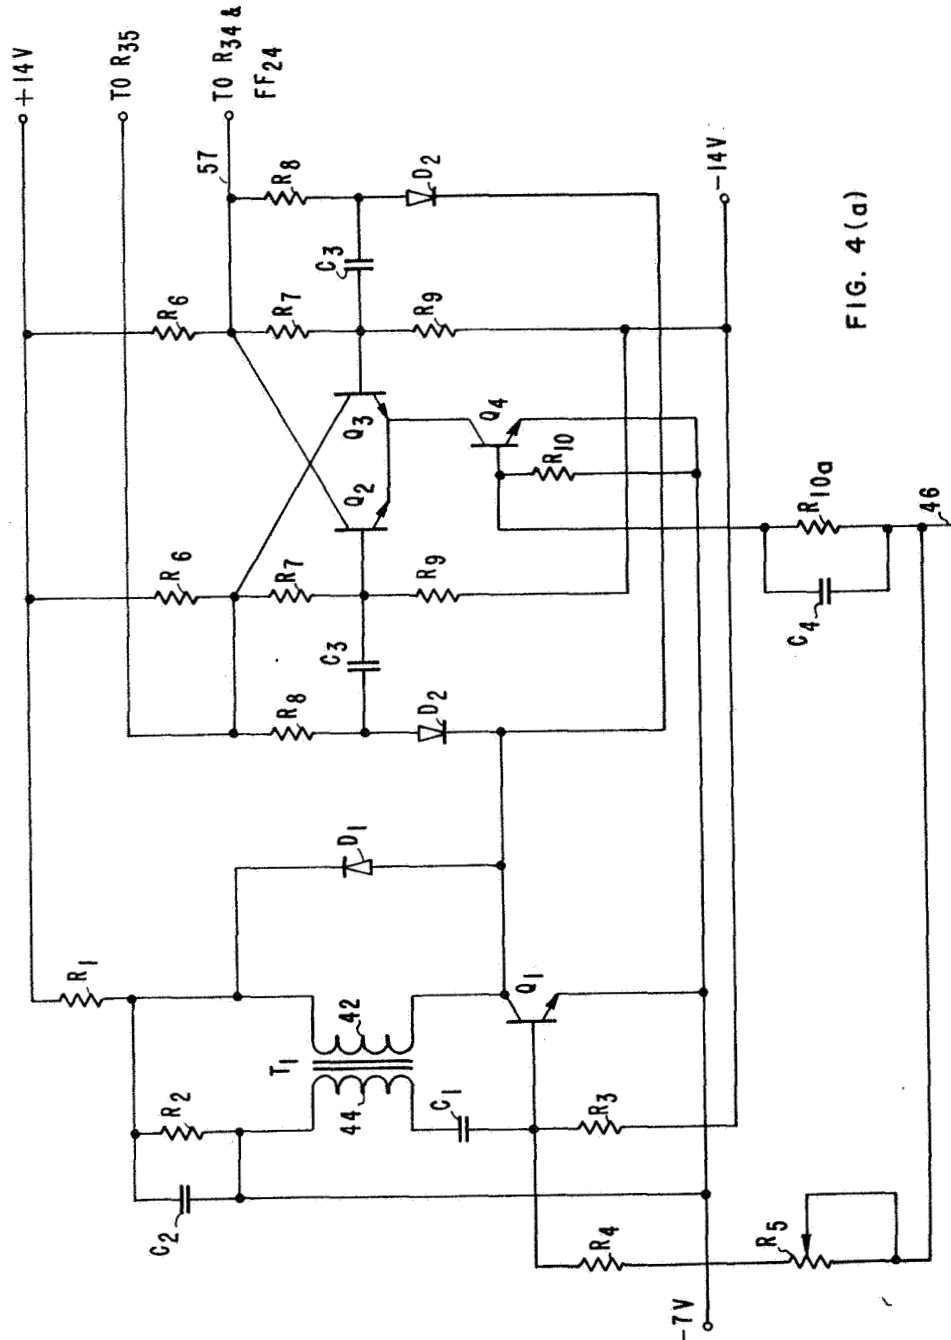 +14V
TO R35
TO R34 &
FF24
57
R6
R6
R8
R7
C3
D2
R9
Q3
Q2
Q4
R10
R7
R9
R8
C3
D2
-14V
FIG. 4(a)
R10a
C4
46
D1
R1
T1
42
44
R2
C2
C1
Q1
R3
R4
R5
-7V